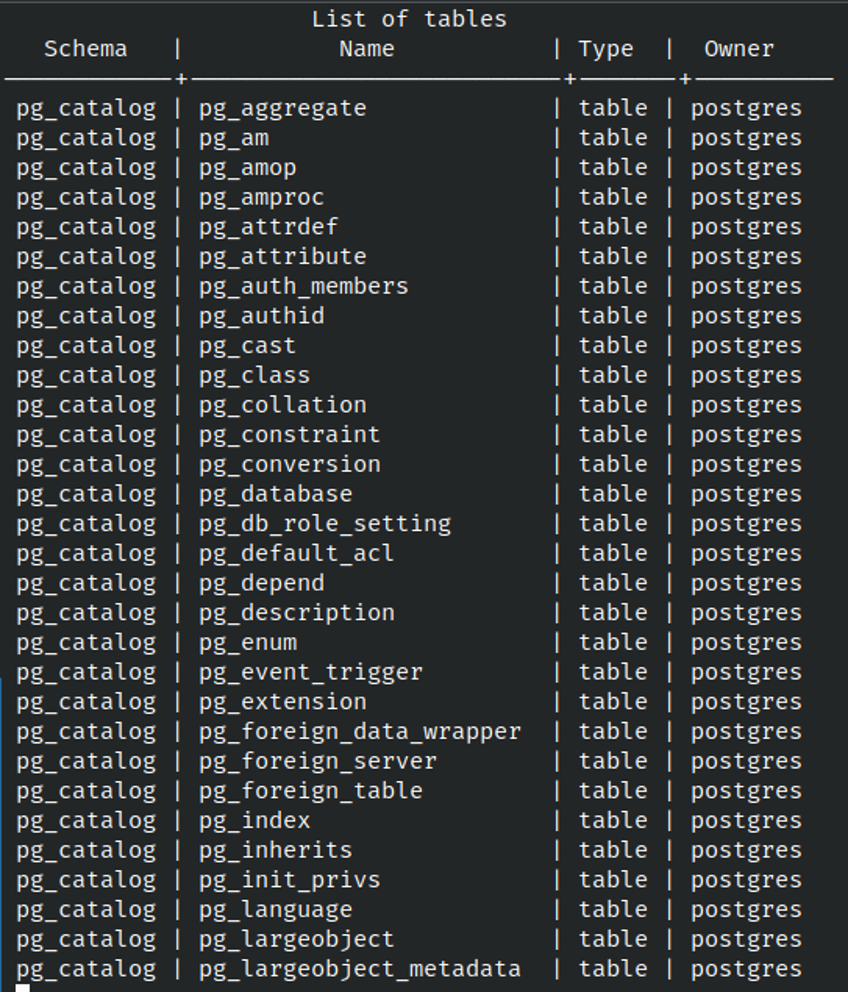 List of tables
Schema | Name | Type | Owner
pg_catalog | pg_aggregate | table | postgres
pg_catalog | pg_am | table | postgres
pg_catalog | pg_amop | table | postgres
pg_catalog | pg_amproc | table | postgres
pg_catalog | pg_attrdef | table | postgres
pg_catalog | pg_attribute | table | postgres
pg_catalog | pg_auth_members | table | postgres
pg_catalog | pg_authid | table | postgres
pg_catalog | pg_cast | table | postgres
pg_catalog | pg_class | table | postgres
pg_catalog | pg_collation | table | postgres
pg_catalog | pg_constraint | table | postgres
pg_catalog | pg_conversion | table | postgres
pg_catalog | pg_database | table | postgres
pg_catalog | pg_db_role_setting | table | postgres
pg_catalog | pg_default_acl | table | postgres
pg_catalog | pg_depend | table | postgres
pg_catalog | pg_description | table | postgres
pg_catalog | pg_enum | table | postgres
pg_catalog | pg_event_trigger | table | postgres
pg_catalog | pg_extension | table | postgres
pg_catalog | pg_foreign_data_wrapper | table | postgres
pg_catalog | pg_foreign_server | table | postgres
pg_catalog | pg_foreign_table | table | postgres
pg_catalog | pg_index | table | postgres
pg_catalog | pg_inherits | table | postgres
pg_catalog | pg_init_privs | table | postgres
pg_catalog | pg_language | table | postgres
pg_catalog | pg_largeobject | table | postgres
pg_catalog | pg_largeobject_metadata | table | postgres